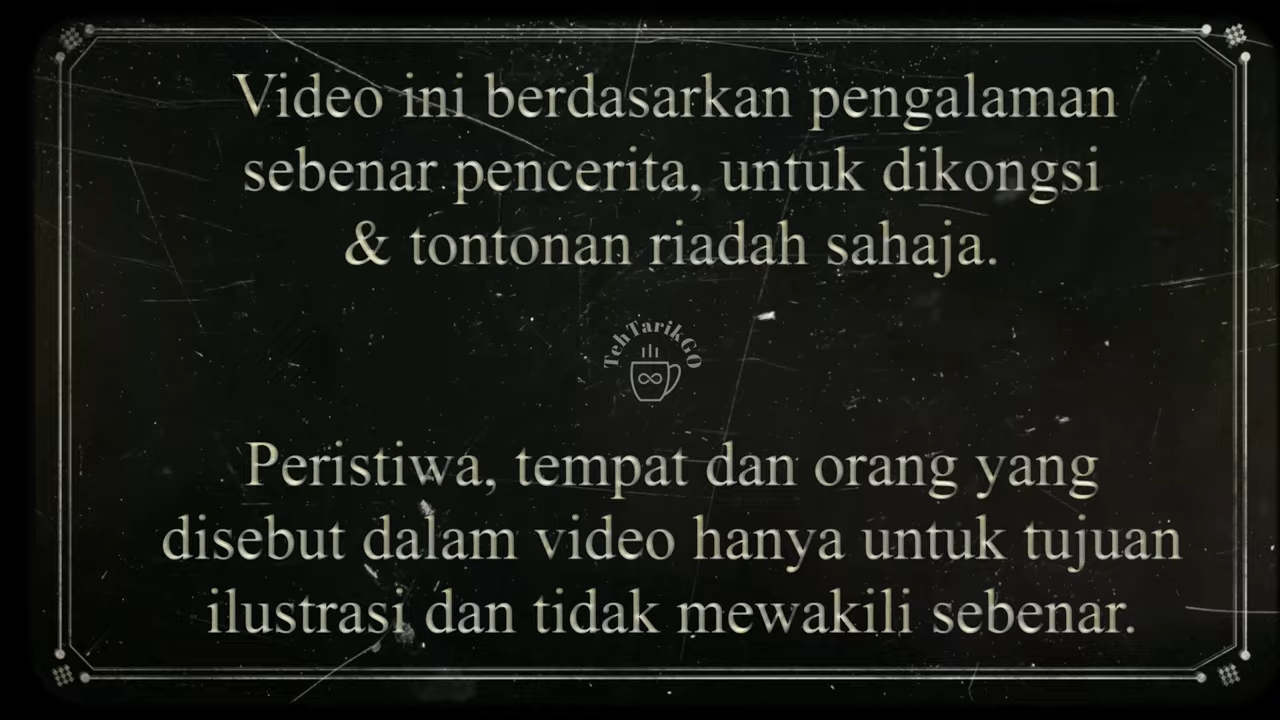 Video ini berdasarkan pengalaman
sebenar pencerita, untuk dikongsi
& tontonan riadah sahaja.
TehTarikGO
Peristiwa, tempat dan orang yang
disebut dalam video hanya untuk tujuan
ilustrasi dan tidak mewakili sebenar.